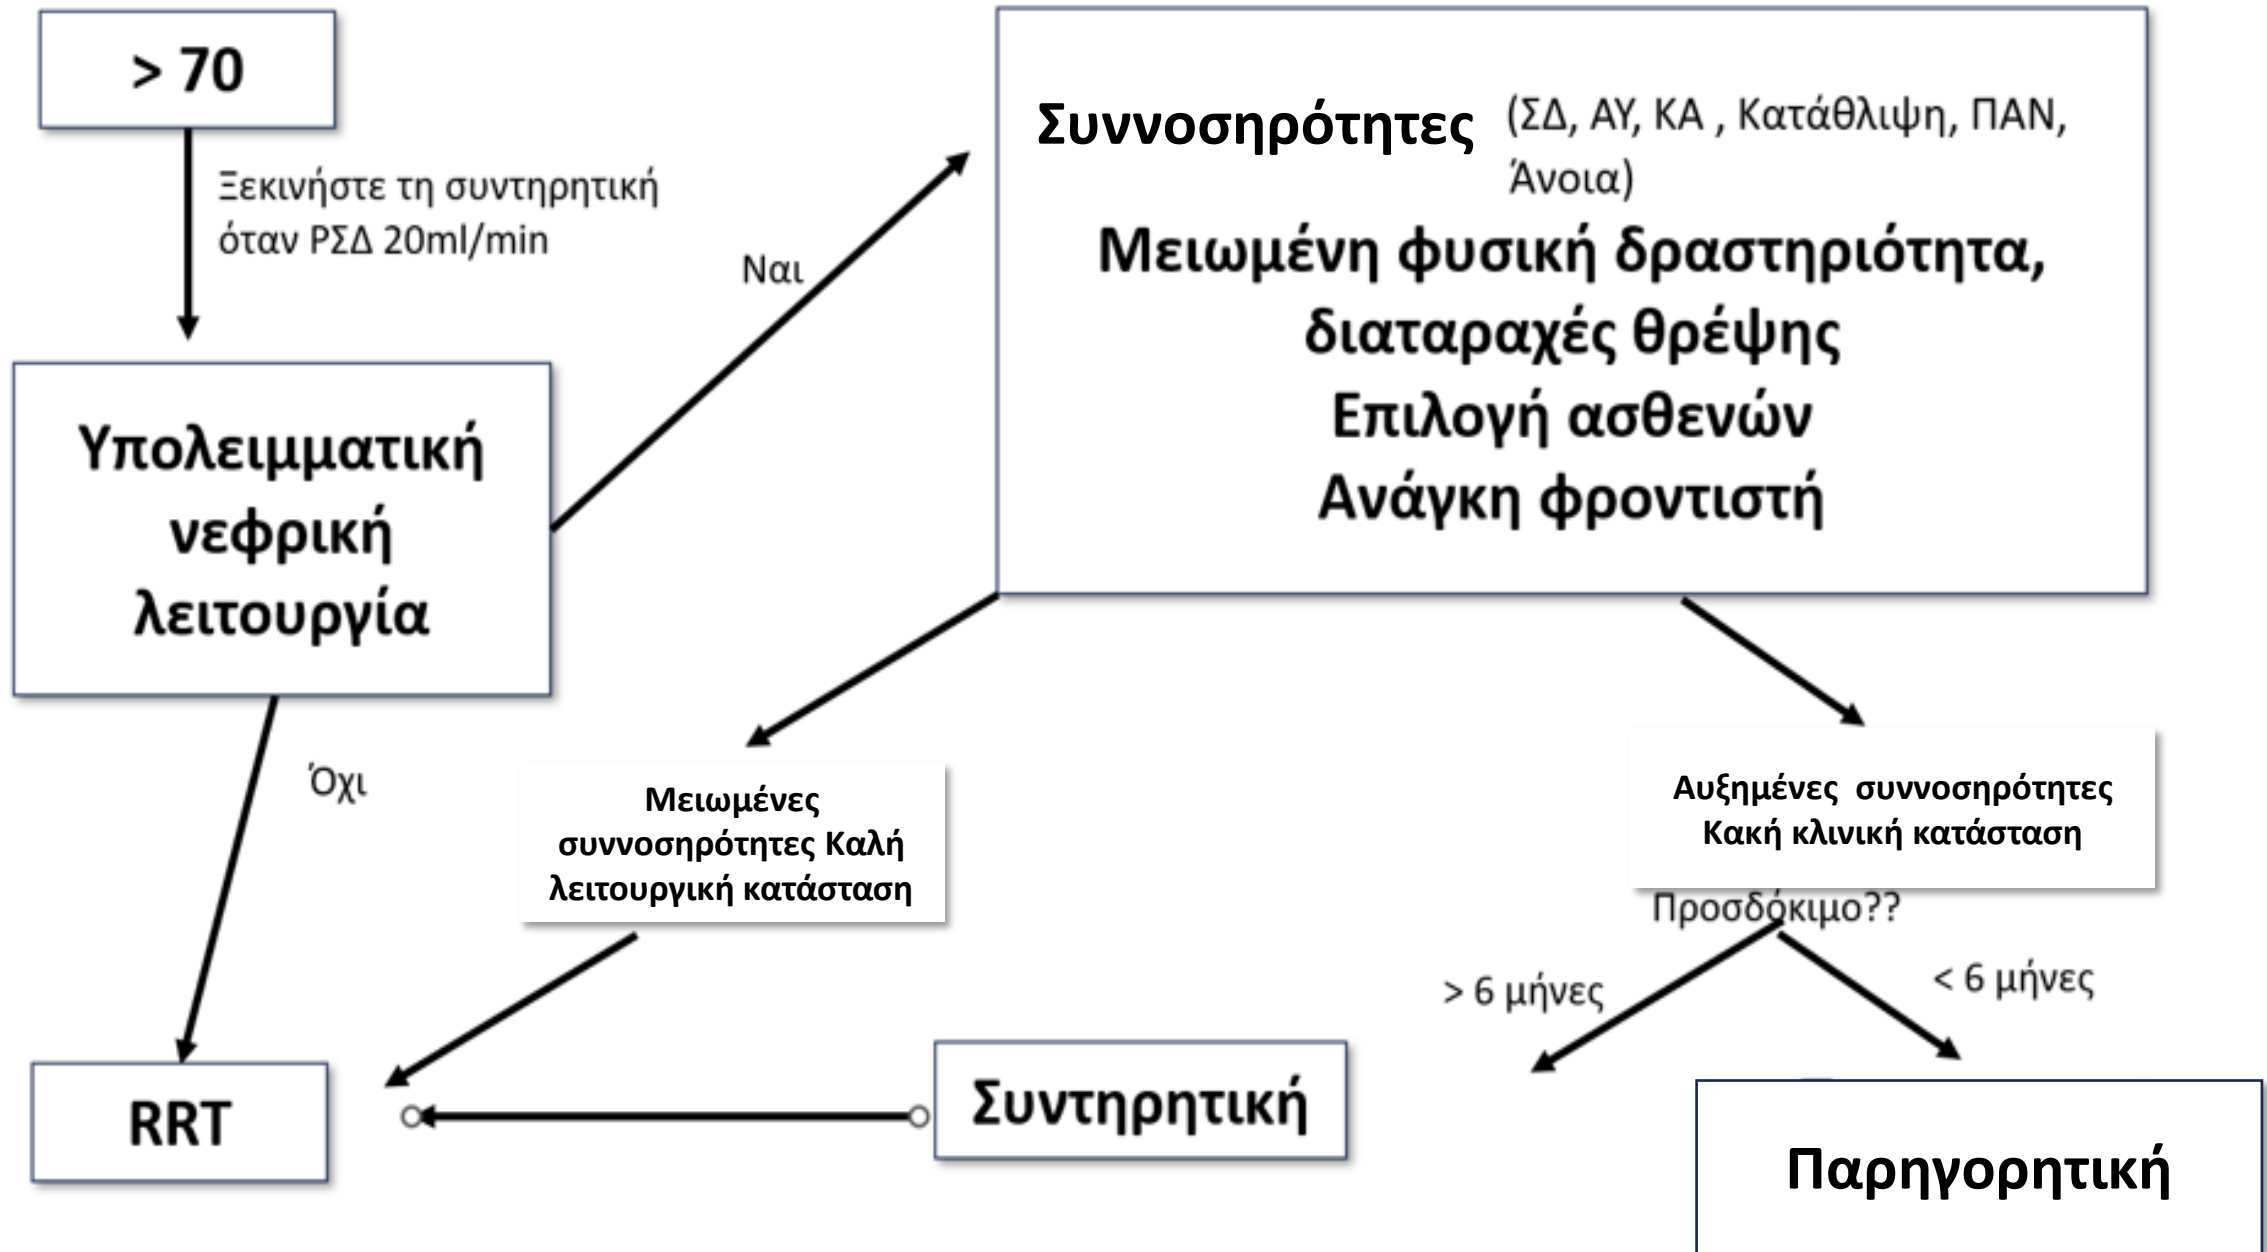 > 70
Ξεκινήστε τη συντηρητική
όταν ΡΣΔ 20ml/min
Ναι
Συννοσηρότητες (ΣΔ, ΑΥ, ΚΑ , Κατάθλιψη, ΠΑΝ,
Άνοια)
Μειωμένη φυσική δραστηριότητα,
διαταραχές θρέψης
Επιλογή ασθενών
Ανάγκη φροντιστή
Υπολειμματική
νεφρική
λειτουργία
Όχι
Μειωμένες
συννοσηρότητες Καλή
λειτουργική κατάσταση
Αυξημένες συννοσηρότητες
Κακή κλινική κατάσταση
Προσδόκιμο??
> 6 μήνες
< 6 μήνες
RRT
Συντηρητική
Παρηγορητική